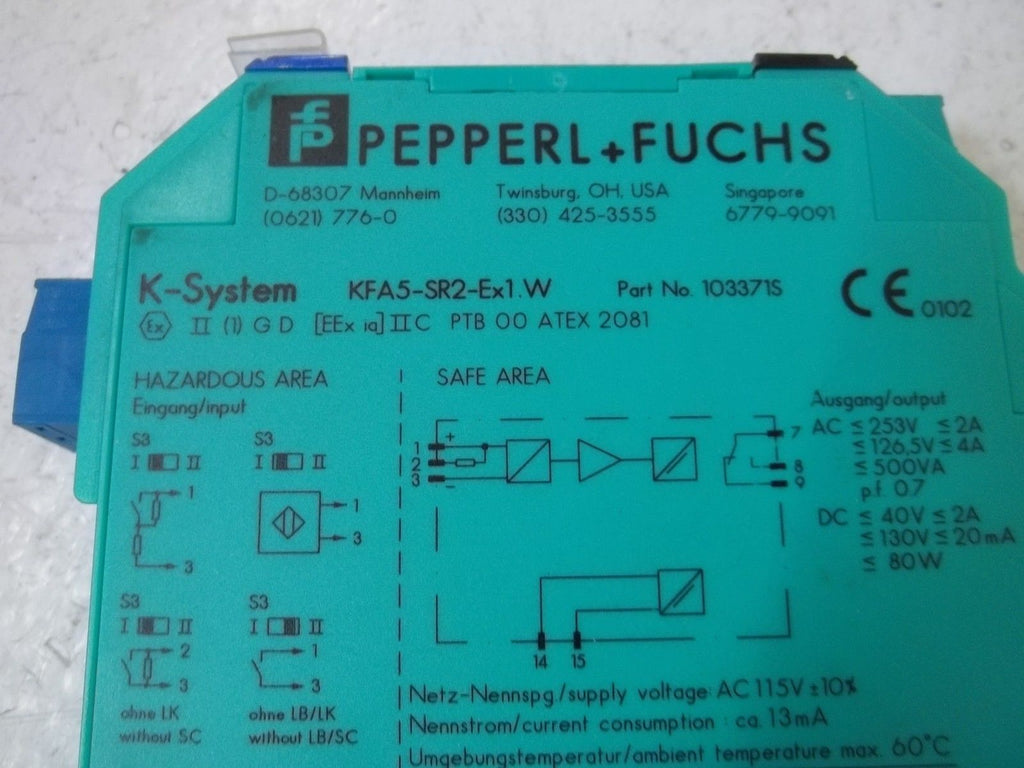 PEPPERL+FUCHS
D-68307 Mannheim Twinsburg, OH, USA Singapore
(0621) 776-0 (330) 425-3555 6779-9091
K-System KFA5-SR2-Ex1.W Part No. 103371S CE 0102
Ex II (1) G D [EEx ia] II C PTB 00 ATEX 2081
HAZARDOUS AREA SAFE AREA
Eingang/input Ausgang/output
S3 S3
I II I II
1 1
3 3
S3 S3
I II I II
2 1
3 3
ohne LK ohne LB/LK
without SC without LB/SC
1 +
2
3 -
7
8
9
14 15
AC ≤ 253V ≤ 2A
≤ 126,5V ≤ 4A
≤ 500VA
p.f. 0.7
DC ≤ 40V ≤ 2A
≤ 130V ≤ 20mA
≤ 80W
Netz-Nennspg./supply voltage: AC 115V ±10%
Nennstrom/current consumption : ca. 13mA
Umgebungstemperatur/ambient temperature max. 60°C